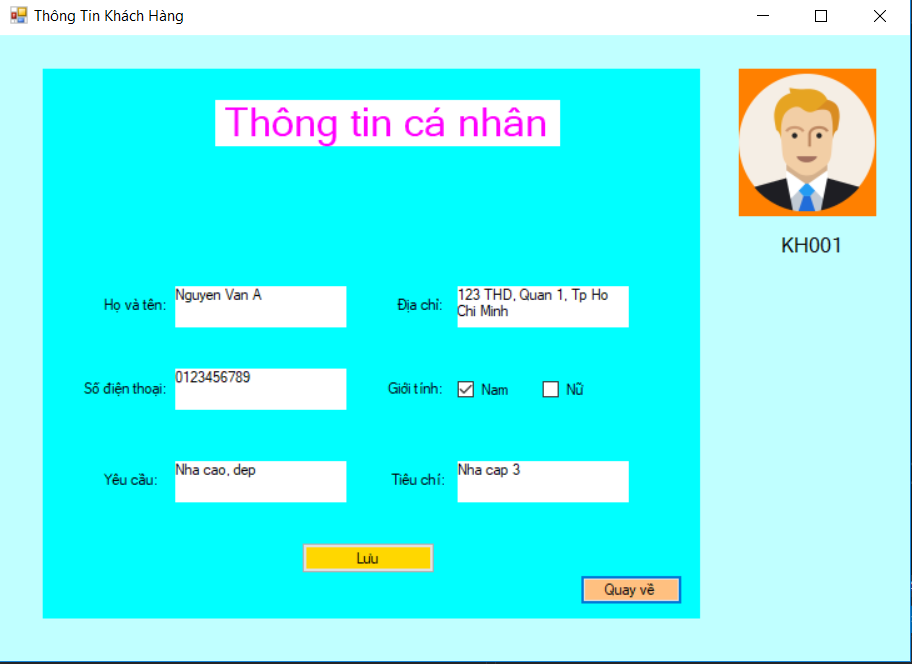 Thông Tin Khách Hàng
Thông tin cá nhân
KH001
Họ và tên:
Nguyen Van A
Địa chỉ:
123 THD, Quan 1, Tp Ho
Chi Minh
Số điện thoại:
0123456789
Giới tính:
Nam
Nữ
Yêu cầu:
Nha cao, dep
Tiêu chí:
Nha cap 3
Lưu
Quay về